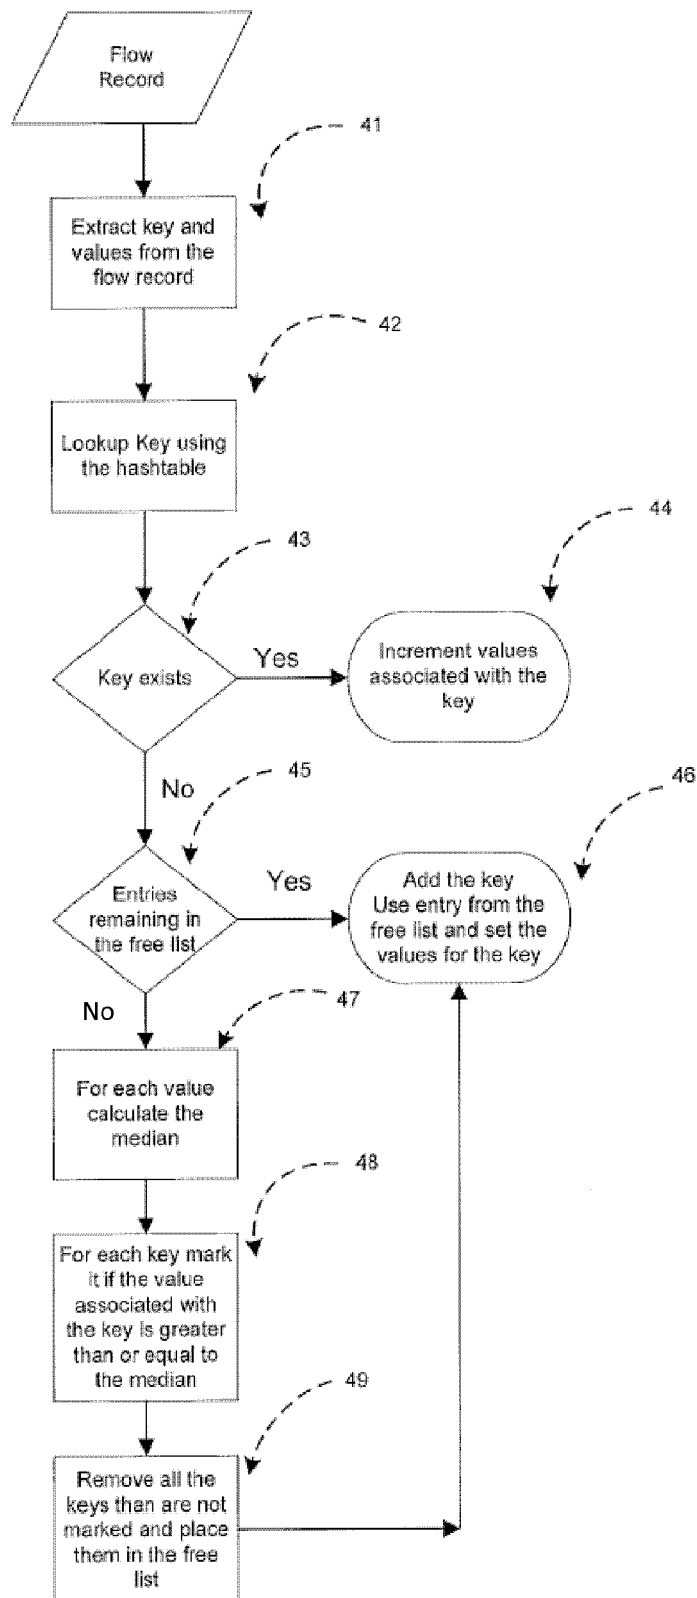 Flow
Record
41
Extract key and
values from the
flow record
42
Lookup Key using
the hashtable
43
44
Key exists
Yes
Increment values
associated with the
key
No
45
46
Entries
remaining in
the free list
Yes
Add the key
Use entry from the
free list and set the
values for the key
No
47
For each value
calculate the
median
48
For each key mark
it if the value
associated with
the key is greater
than or equal to
the median
49
Remove all the
keys than are not
marked and place
them in the free
list